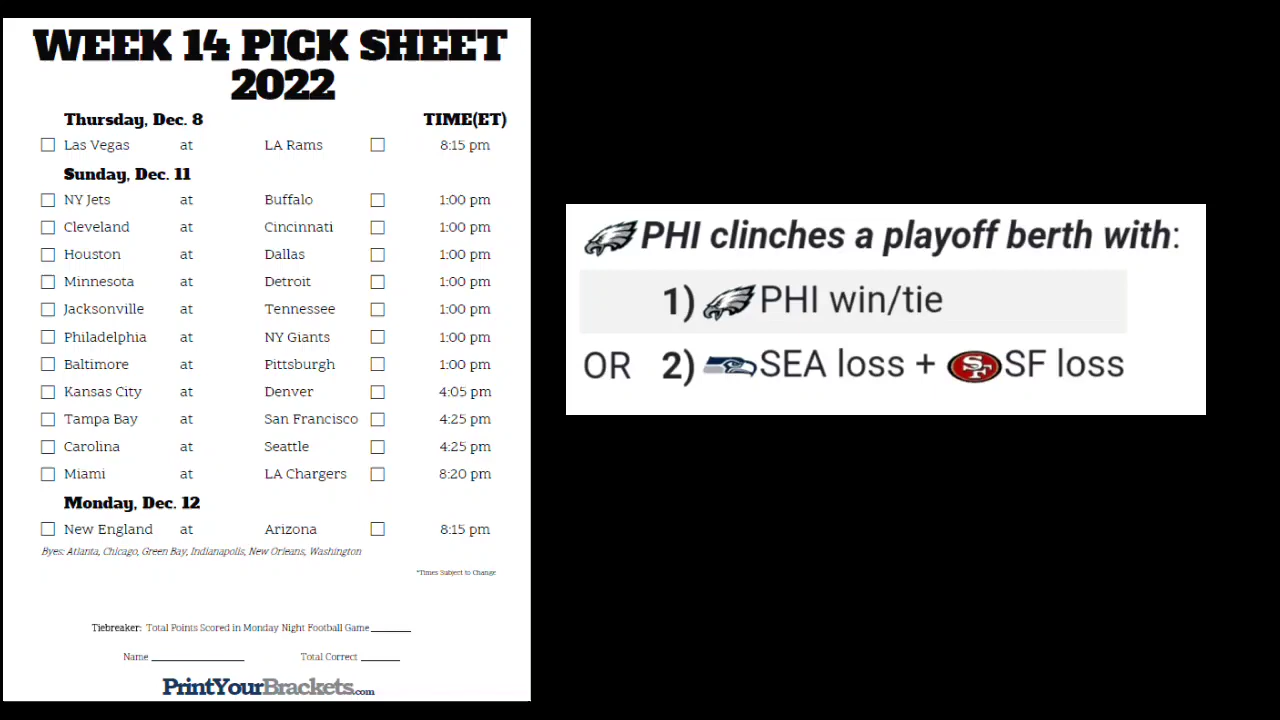 WEEK 14 PICK SHEET
2022
Thursday, Dec. 8 TIME(ET)
Las Vegas at LA Rams 8:15 pm
Sunday, Dec. 11
NY Jets at Buffalo 1:00 pm
Cleveland at Cincinnati 1:00 pm
Houston at Dallas 1:00 pm
Minnesota at Detroit 1:00 pm
Jacksonville at Tennessee 1:00 pm
Philadelphia at NY Giants 1:00 pm
Baltimore at Pittsburgh 1:00 pm
Kansas City at Denver 4:05 pm
Tampa Bay at San Francisco 4:25 pm
Carolina at Seattle 4:25 pm
Miami at LA Chargers 8:20 pm
Monday, Dec. 12
New England at Arizona 8:15 pm
Byes: Atlanta, Chicago, Green Bay, Indianapolis, New Orleans, Washington
*Times Subject to Change
Tiebreaker: Total Points Scored in Monday Night Football Game
Name Total Correct
PrintYourBrackets.com
PHI clinches a playoff berth with:
1) PHI win/tie
OR 2) SEA loss + SF SF loss